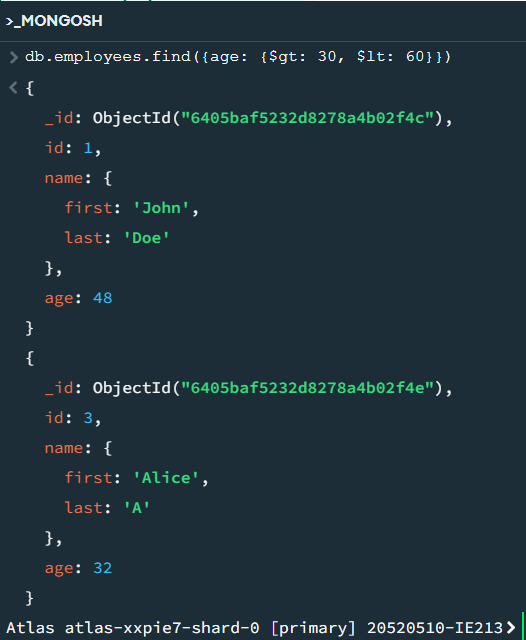 >_MONGOSH
> db.employees.find({age: {$gt: 30, $lt: 60}})
< {
_id: ObjectId("6405baf5232d8278a4b02f4c"),
id: 1,
name: {
first: 'John',
last: 'Doe'
},
age: 48
}
{
_id: ObjectId("6405baf5232d8278a4b02f4e"),
id: 3,
name: {
first: 'Alice',
last: 'A'
},
age: 32
}
Atlas atlas-xxpie7-shard-0 [primary] 20520510-IE213>